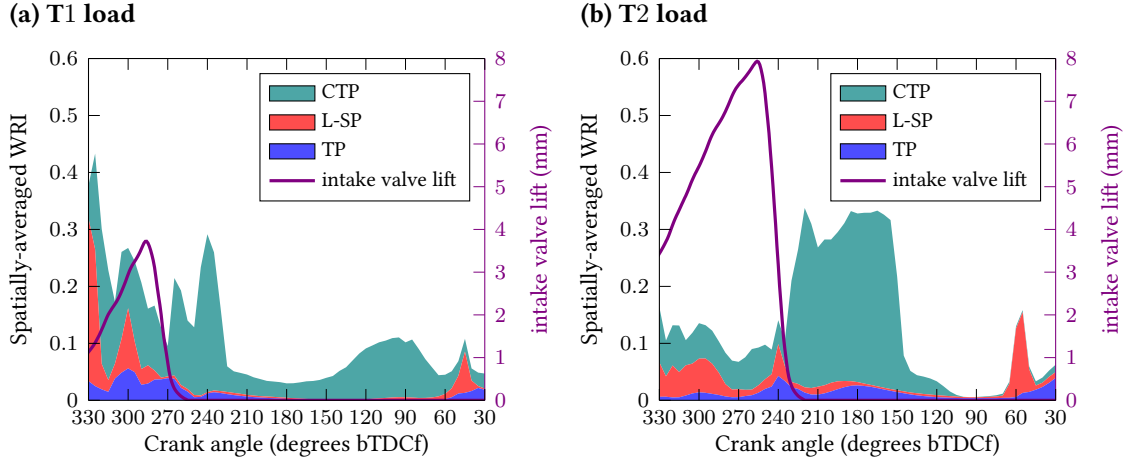 (a) T1 load
Spatially-averaged WRI
0.6
0.5
0.4
0.3
0.2
0.1
0
CTP
L-SP
TP
intake valve lift
8
7
6
5
4
3
2
1
0
intake valve lift (mm)
330 300 270 240 210 180 150 120 90 60 30
Crank angle (degrees bTDCf)
(b) T2 load
Spatially-averaged WRI
0.6
0.5
0.4
0.3
0.2
0.1
0
CTP
L-SP
TP
intake valve lift
8
7
6
5
4
3
2
1
0
intake valve lift (mm)
330 300 270 240 210 180 150 120 90 60 30
Crank angle (degrees bTDCf)